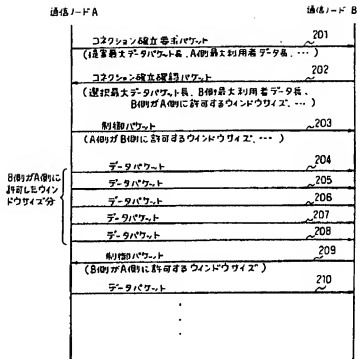 通信ノード A
通信ノード B
コネクション確立要求パケット
201
(提案最大データパケット長、A側最大利用者データ長、・・・)
コネクション確立確認パケット
202
(選択最大データパケット長、B側最大利用者データ長、
B側がA側に許可するウインドウサイズ、・・・)
制御パケット
203
(A側がB側に許可するウインドウサイズ、・・・)
データパケット
204
B側がA側に
許可したウィン
ドウサイズ分
データパケット
205
データパケット
206
データパケット
207
データパケット
208
制御パケット
209
(B側がA側に許可するウインドウサイズ)
データパケット
210